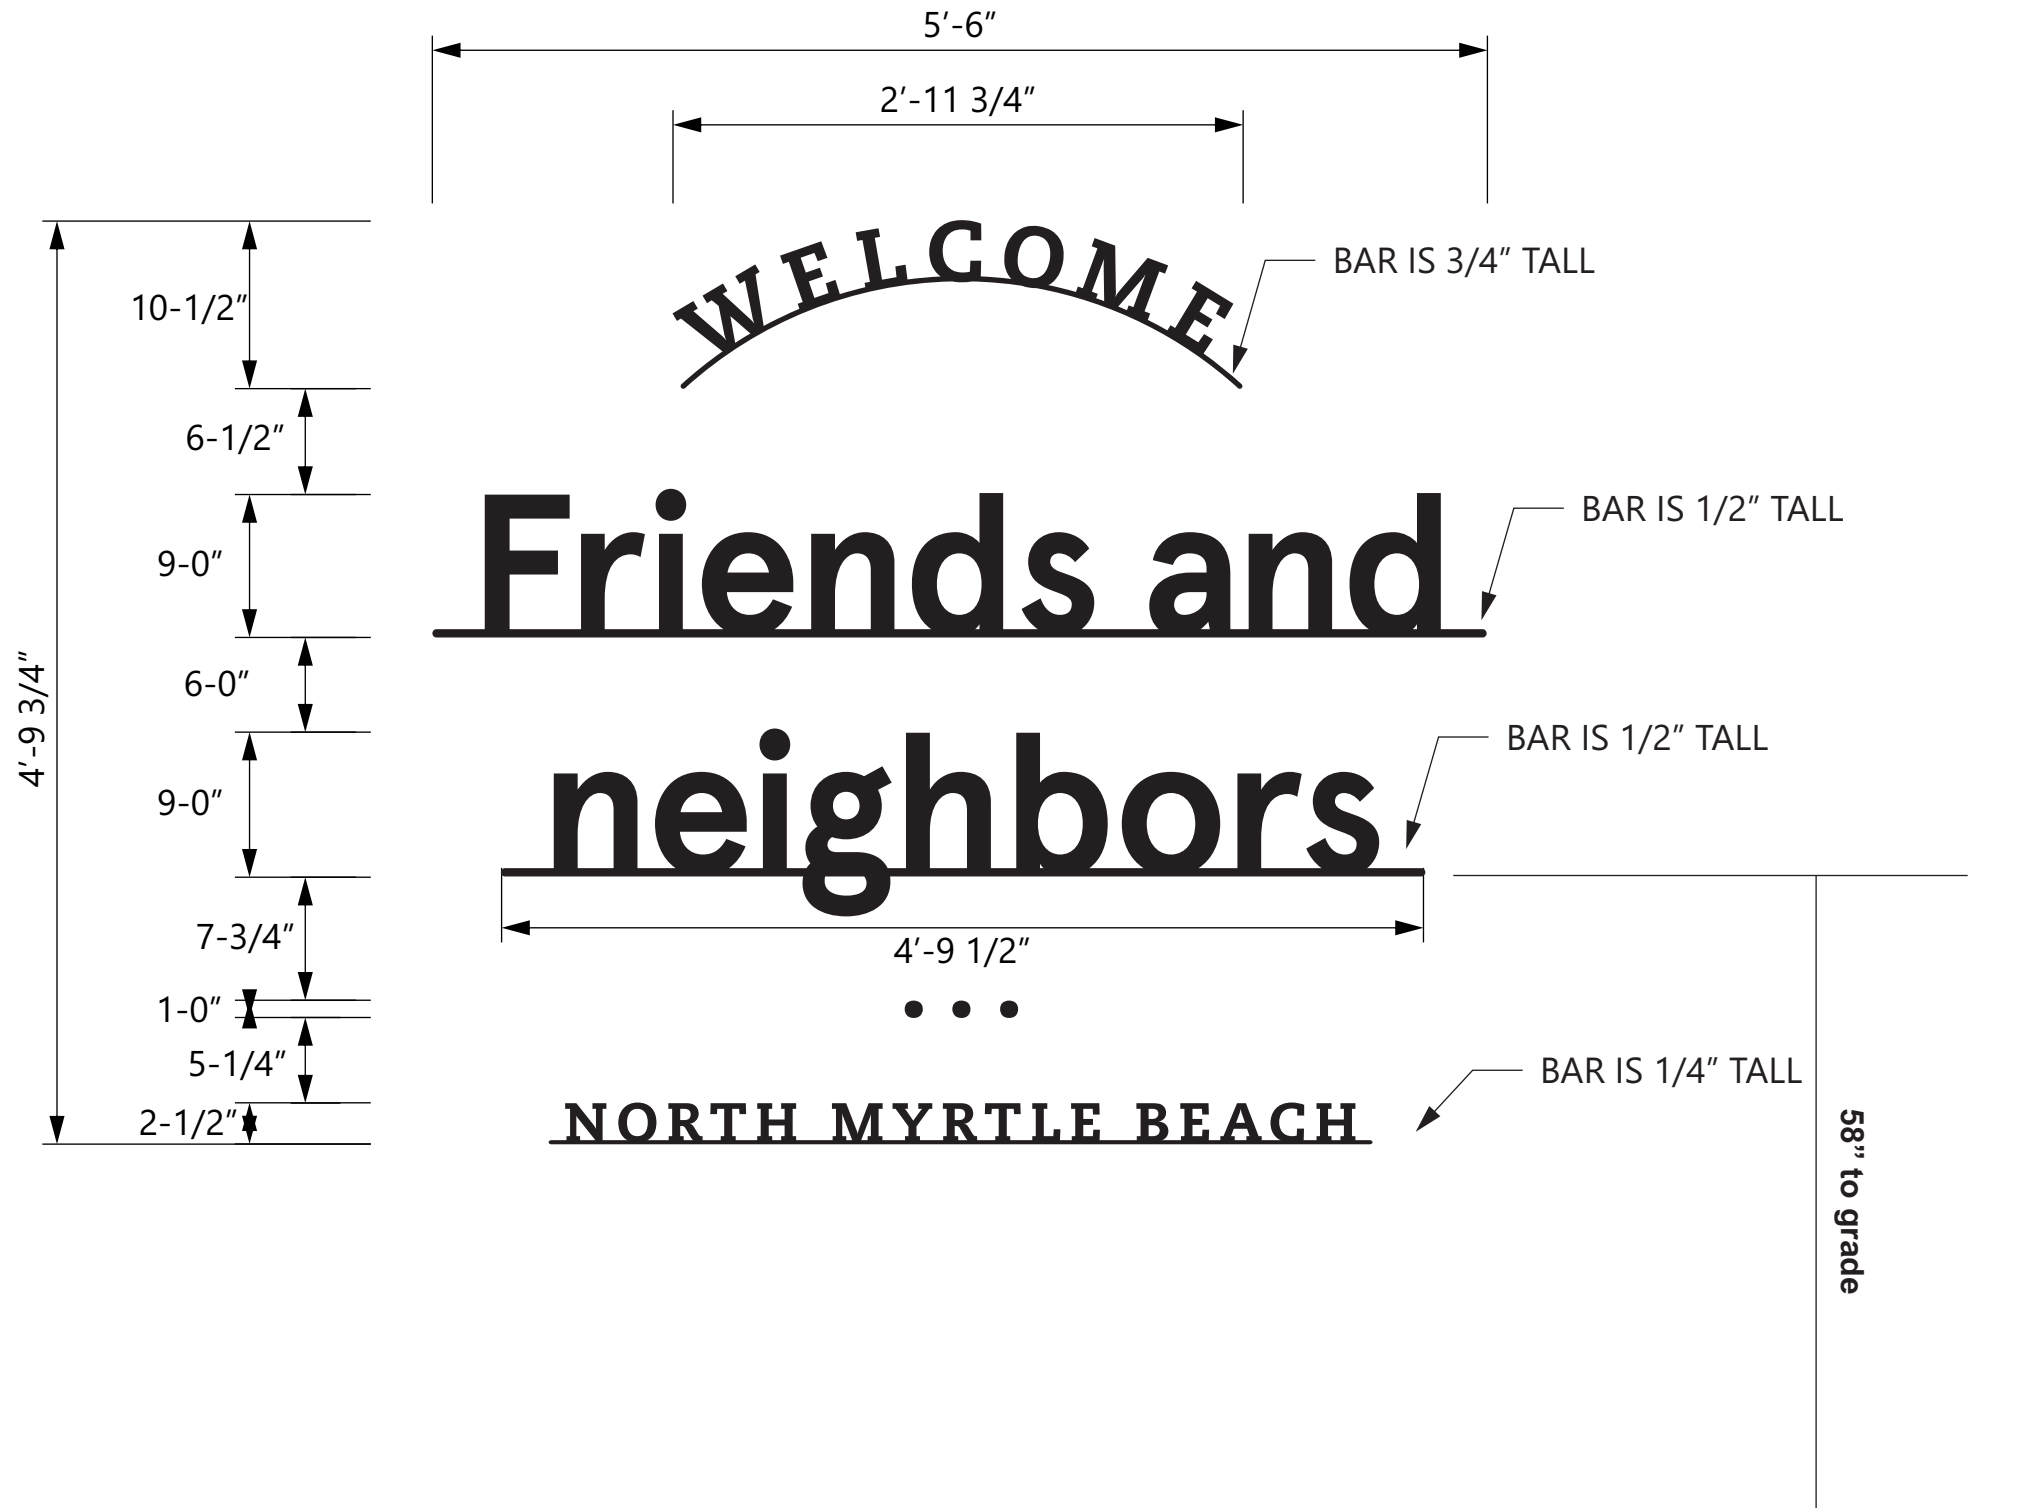 5’-6”
2’-11 3/4”
WELCOME
BAR IS 3/4” TALL
10-1/2”
6-1/2”
Friends and
BAR IS 1/2” TALL
9-0”
6-0”
4’-9 3/4”
neighbors
BAR IS 1/2” TALL
9-0”
7-3/4”
4’-9 1/2”
1-0”
• • •
5-1/4”
BAR IS 1/4” TALL
2-1/2”
NORTH MYRTLE BEACH
58” to grade